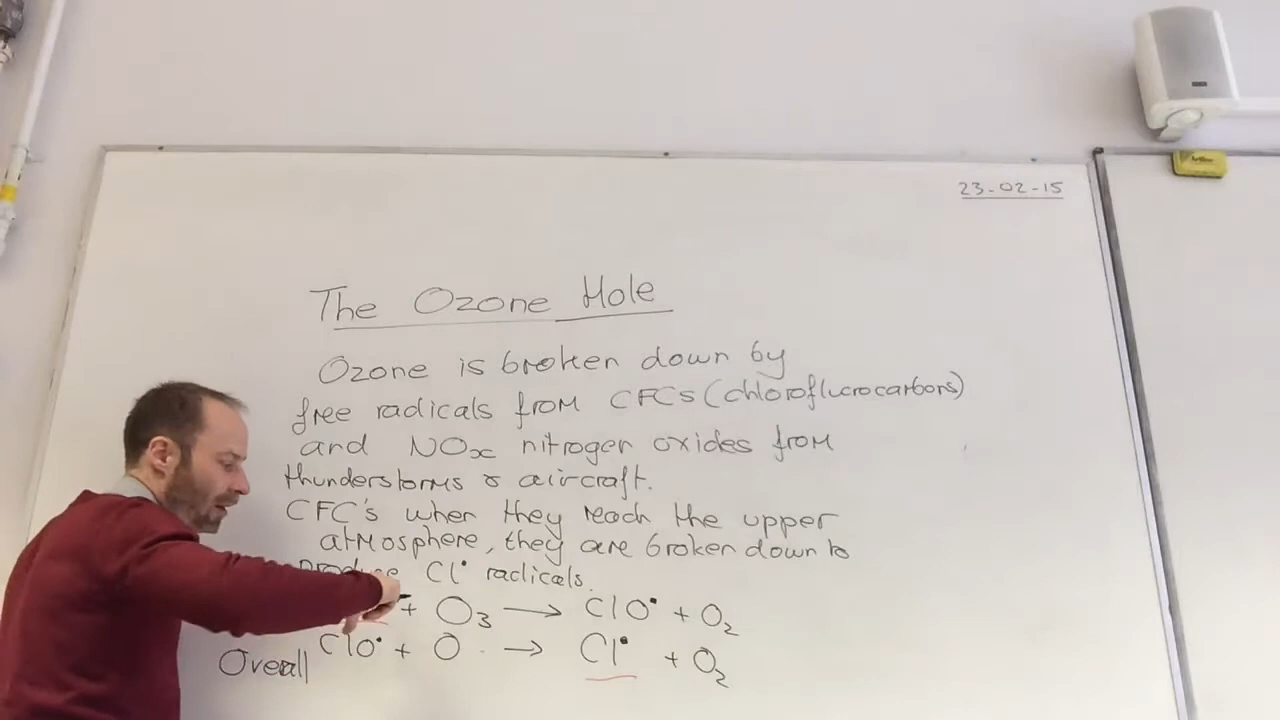 23-02-15
The Ozone Hole
Ozone is broken down by
free radicals from CFCs (chloroflurocarbons)
and NOx nitrogen oxides from
thunderstorms & aircraft.
CFC's when they reach the upper
atmosphere, they are broken down to
produce Cl• radicals.
+ O₃ → ClO• + O₂
ClO• + O → Cl• + O₂
Overall